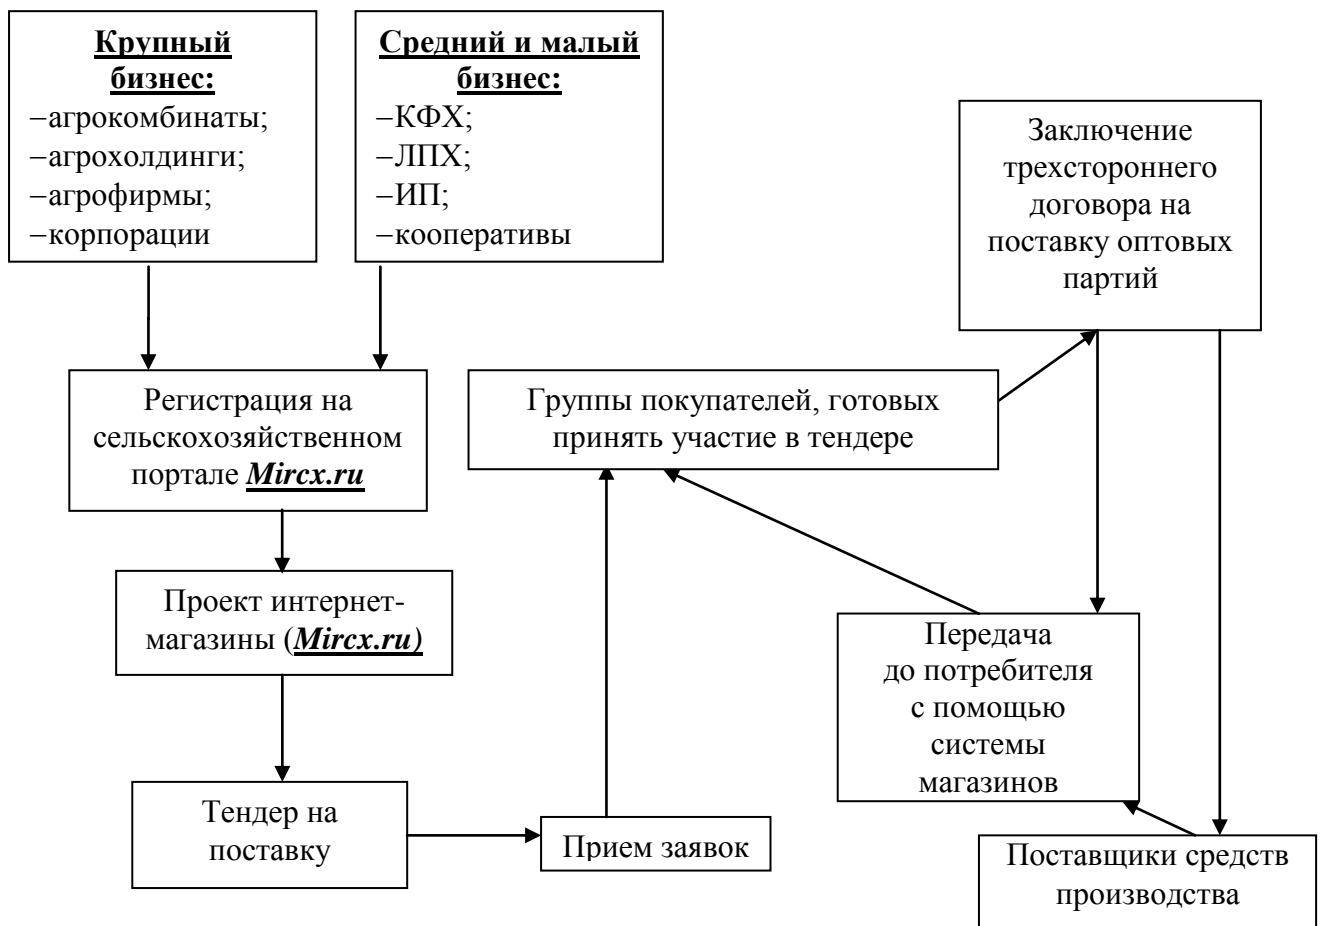 Крупный
бизнес:
–агрокомбинаты;
–агрохолдинги;
–агрофирмы;
–корпорации
Средний и малый
бизнес:
–КФХ;
–ЛПХ;
–ИП;
–кооперативы
Заключение
трехстороннего
договора на
поставку оптовых
партий
Регистрация на
сельскохозяйственном
портале Mircx.ru
Группы покупателей, готовых
принять участие в тендере
Проект интернет-
магазины (Mircx.ru)
Передача
до потребителя
с помощью
системы
магазинов
Тендер на
поставку
Прием заявок
Поставщики средств
производства